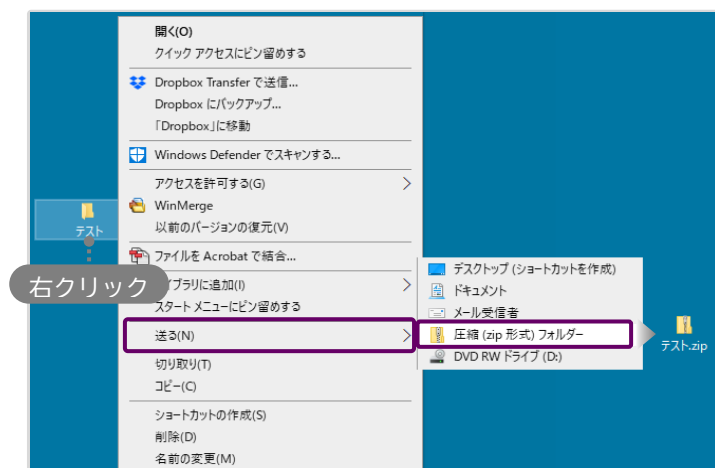 開く(O)
クイック アクセスにピン留めする
Dropbox Transfer で送信...
Dropbox にバックアップ...
「Dropbox」に移動
Windows Defender でスキャンする...
アクセスを許可する(G)
WinMerge
以前のバージョンの復元(V)
テスト
ファイルを Acrobat で結合...
右クリック
イブラリに追加(I)
スタート メニューにピン留めする
送る(N)
切り取り(T)
コピー(C)
ショートカットの作成(S)
削除(D)
名前の変更(M)
デスクトップ (ショートカットを作成)
ドキュメント
メール受信者
圧縮 (zip 形式) フォルダー
DVD RW ドライブ (D:)
テスト.zip